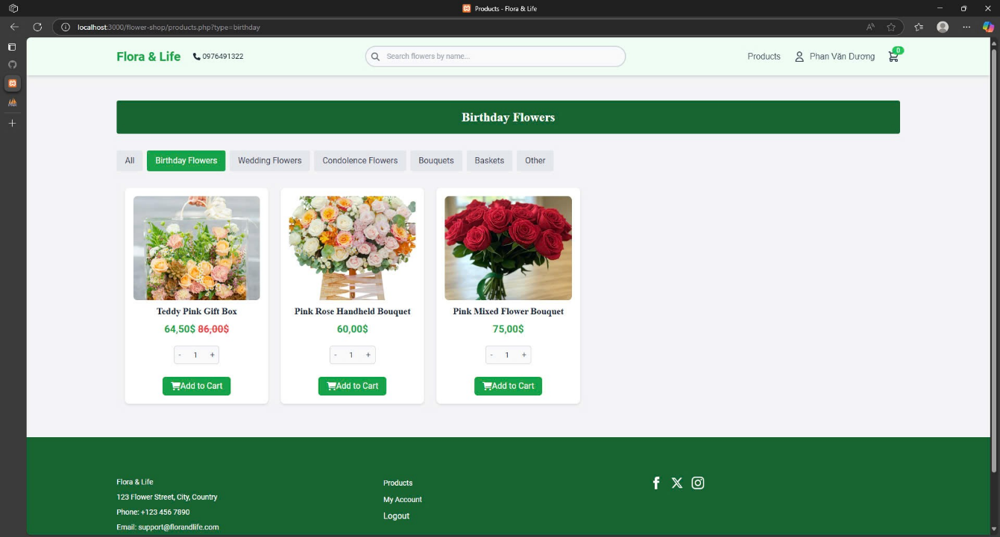 Products - Flora & Life
localhost:3000/flower-shop/products.php?type=birthday
Flora & Life
0976491322
Search flowers by name...
Products
Phan Văn Dương
0
Birthday Flowers
All
Birthday Flowers
Wedding Flowers
Condolence Flowers
Bouquets
Baskets
Other
Teddy Pink Gift Box
64,50$ 86,00$
- 1 +
Add to Cart
Pink Rose Handheld Bouquet
60,00$
- 1 +
Add to Cart
Pink Mixed Flower Bouquet
75,00$
- 1 +
Add to Cart
Flora & Life
123 Flower Street, City, Country
Phone: +123 456 7890
Email: support@florandlife.com
Products
My Account
Logout